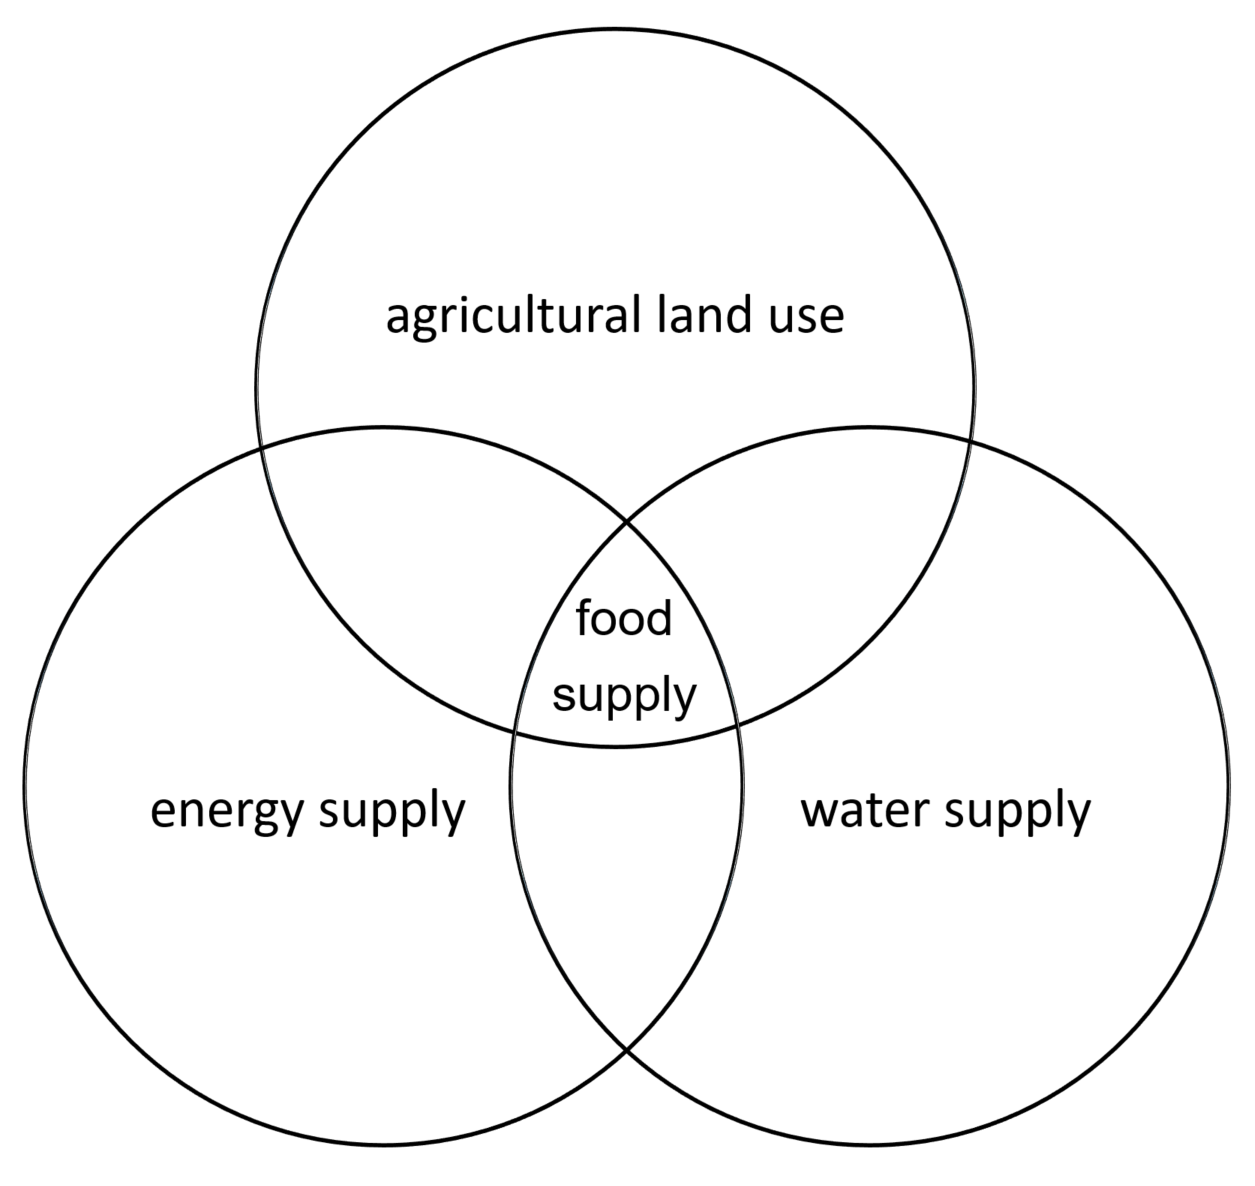 agricultural land use
food
supply
energy supply
water supply